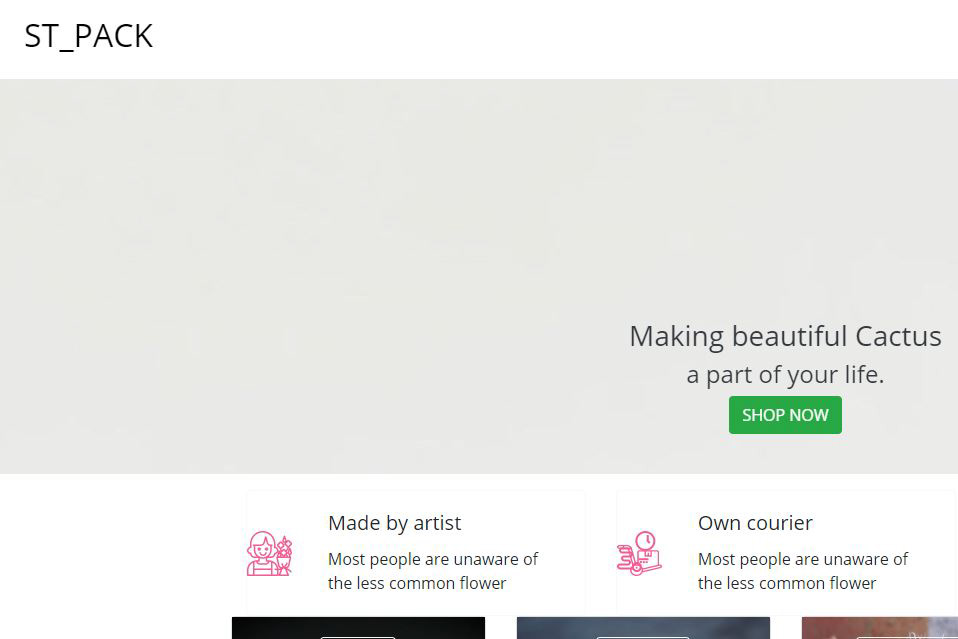 ST_PACK
Making beautiful Cactus
a part of your life.
SHOP NOW
Made by artist
Most people are unaware of
the less common flower
Own courier
Most people are unaware of
the less common flower